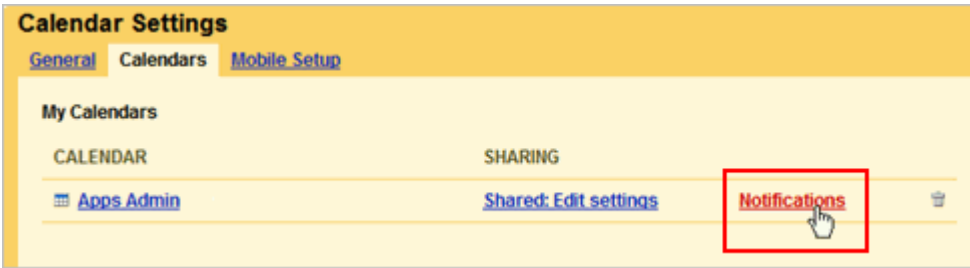 Calendar Settings
General Calendars Mobile Setup
My Calendars
CALENDAR SHARING
Apps Admin Shared: Edit settings Notifications